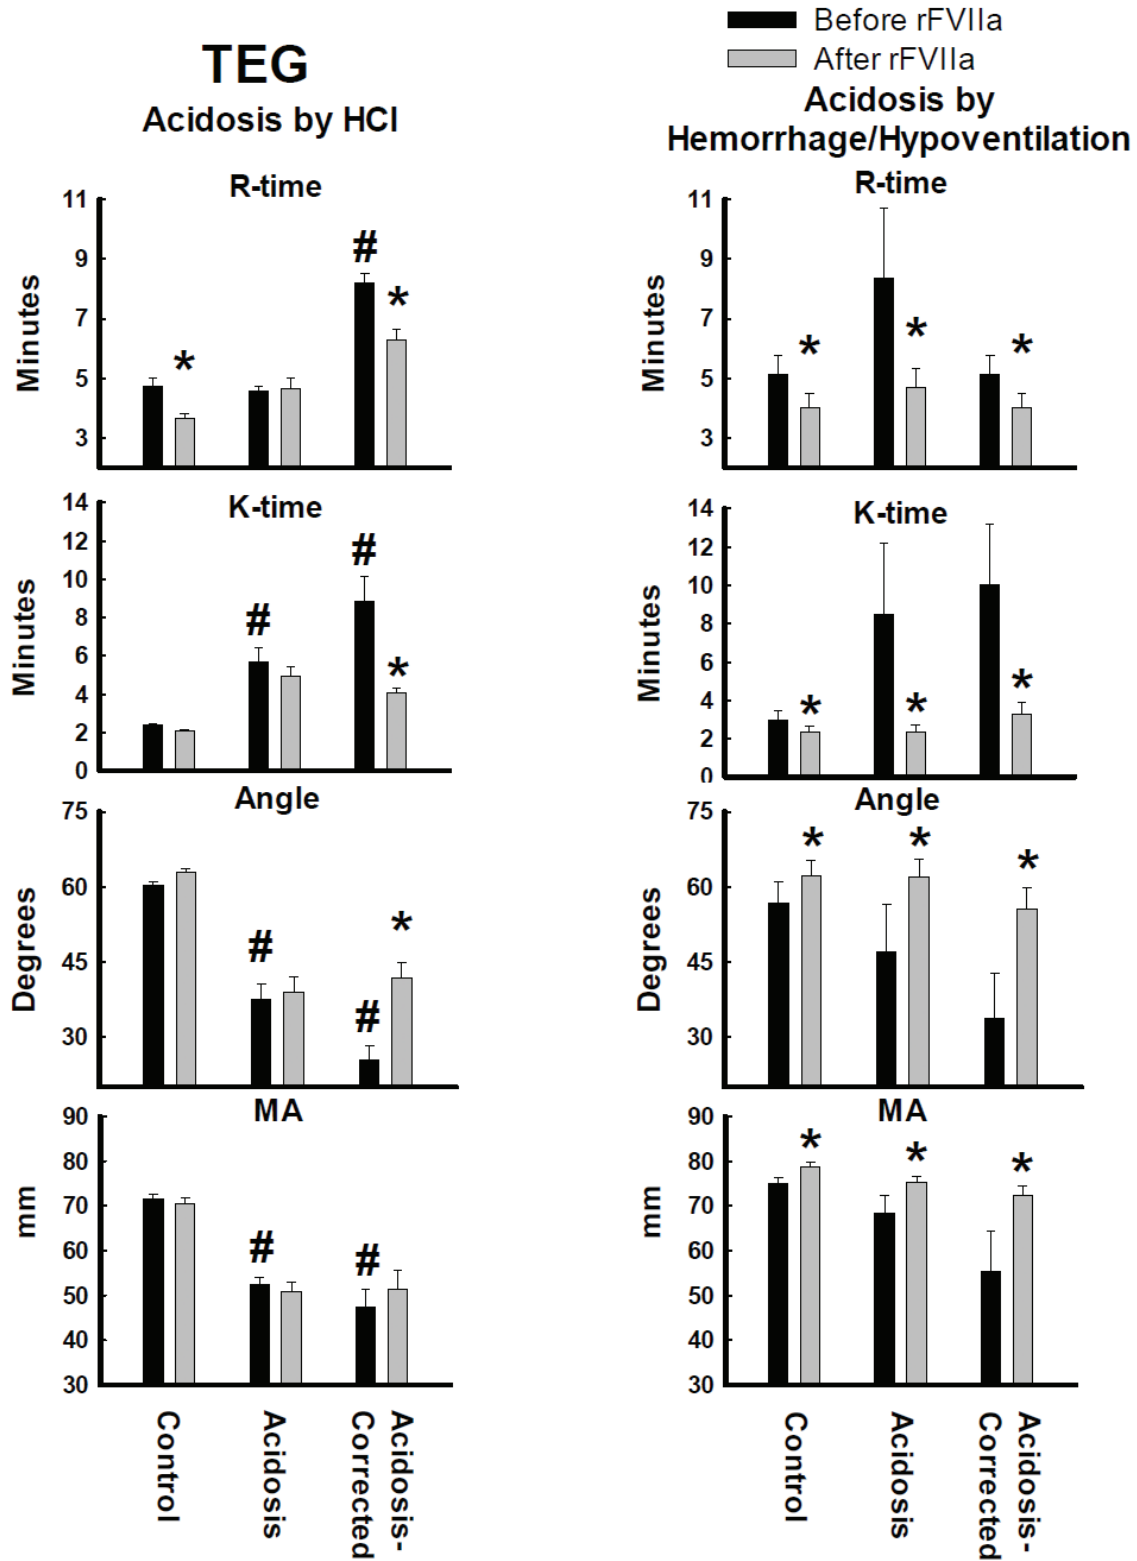 Before rFVIIa
After rFVIIa
TEG
Acidosis by HCl
Acidosis by
Hemorrhage/Hypoventilation
R-time
11
9
7
5
3
Minutes
*
#
*
R-time
11
9
7
5
3
Minutes
*
*
*
K-time
14
12
10
8
6
4
2
0
Minutes
#
#
*
K-time
14
12
10
8
6
4
2
0
Minutes
*
*
*
Angle
75
60
45
30
Degrees
#
#
*
Angle
75
60
45
30
Degrees
*
*
*
MA
90
80
70
60
50
40
30
mm
#
#
MA
90
80
70
60
50
40
30
mm
*
*
*
Control
Acidosis
Acidosis-
Corrected
Control
Acidosis
Acidosis-
Corrected